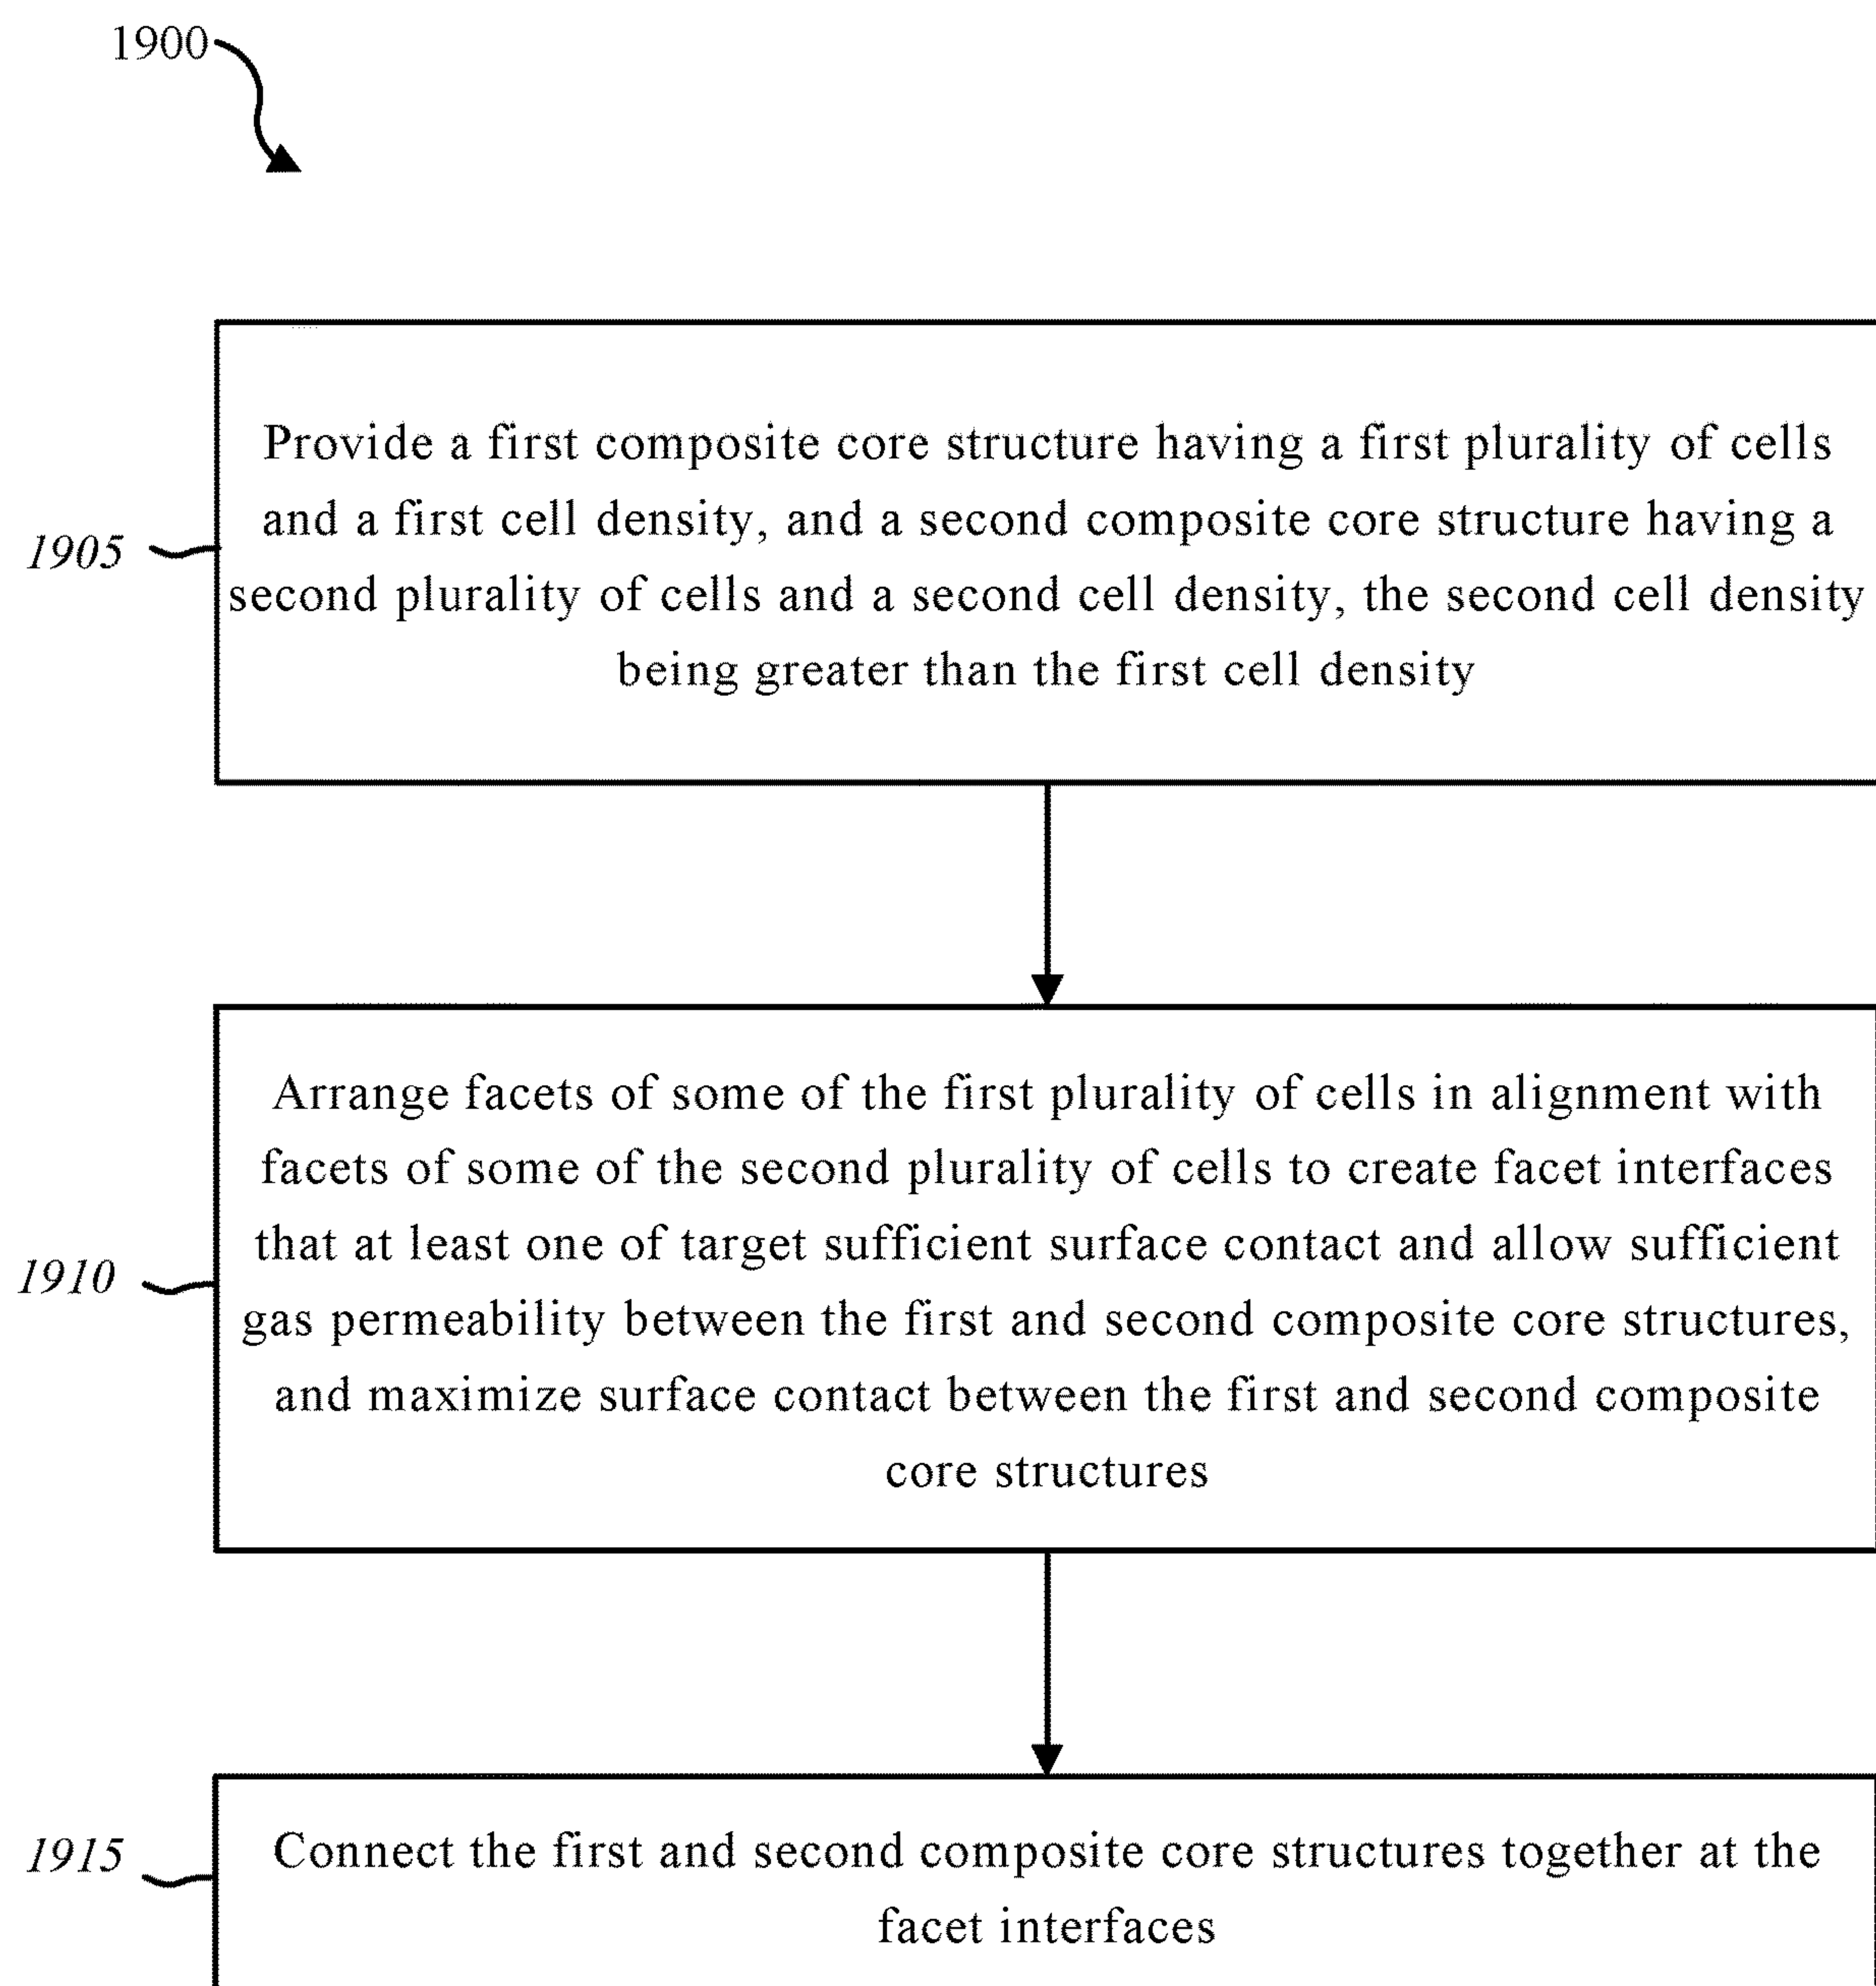 1900
Provide a first composite core structure having a first plurality of cells
and a first cell density, and a second composite core structure having a
1905
second plurality of cells and a second cell density, the second cell density
being greater than the first cell density
Arrange facets of some of the first plurality of cells in alignment with
facets of some of the second plurality of cells to create facet interfaces
that at least one of target sufficient surface contact and allow sufficient
1910
gas permeability between the first and second composite core structures,
and maximize surface contact between the first and second composite
core structures
1915
Connect the first and second composite core structures together at the
facet interfaces